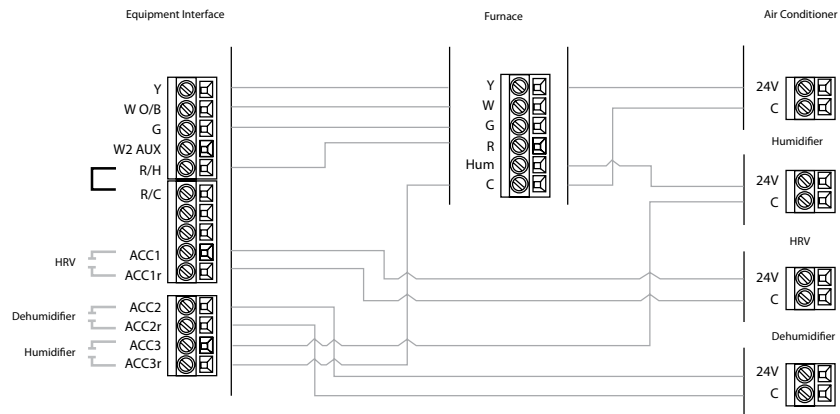 Equipment Interface
Furnace
Air Conditioner
Y
W O/B
G
W2 AUX
R/H
R/C
ACC1
ACC1r
HRV
ACC2
ACC2r
Dehumidifier
ACC3
ACC3r
Humidifier
Y
W
G
R
Hum
C
24V
C
Humidifier
24V
C
HRV
24V
C
Dehumidifier
24V
C